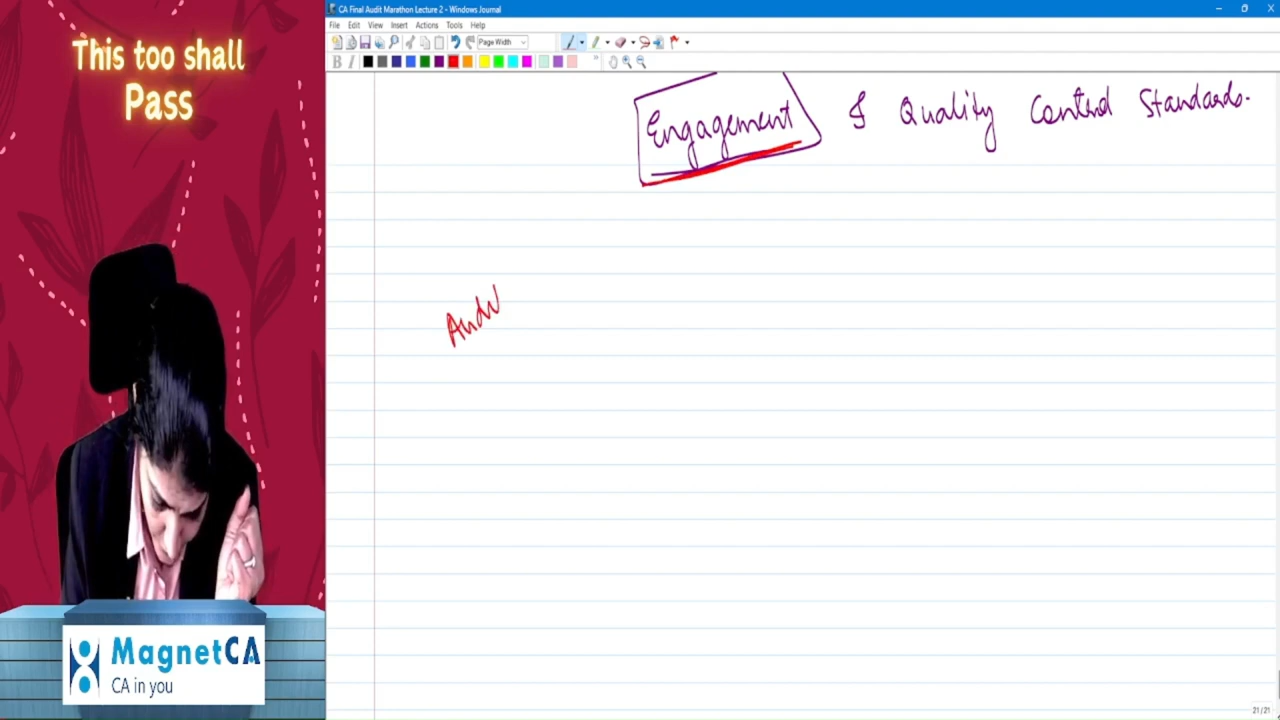 This too shall
Pass
CA Final Audit Marathon Lecture 2 - Windows Journal
File Edit View Insert Actions Tools Help
Page Width
B I
Engagement & Quality Control Standards.
MagnetCA
CA in you
21/21